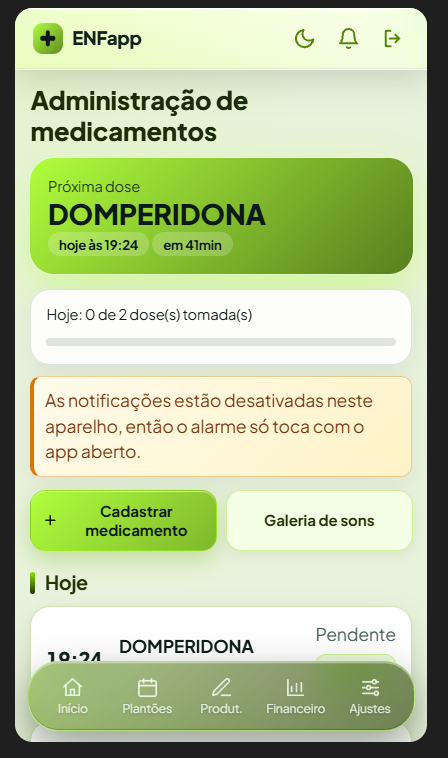 ENFapp
Administração de
medicamentos
Próxima dose
DOMPERIDONA
hoje às 19:24 em 41min
Hoje: 0 de 2 dose(s) tomada(s)
As notificações estão desativadas neste
aparelho, então o alarme só toca com o
app aberto.
+ Cadastrar
medicamento
Galeria de sons
Hoje
19:24
DOMPERIDONA
Pendente
Início
Plantões
Produt.
Financeiro
Ajustes